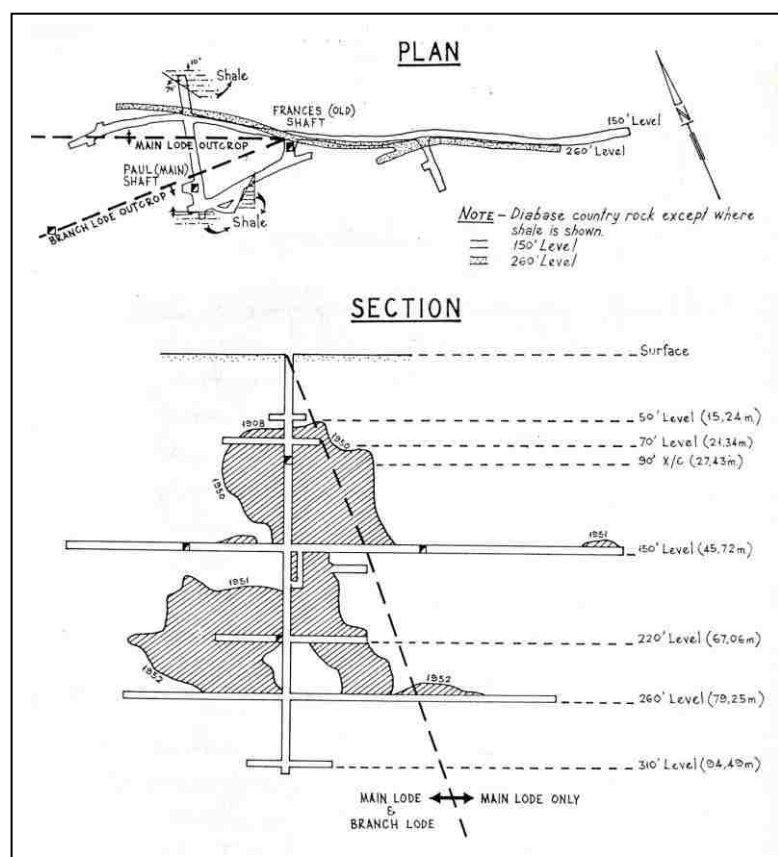 PLAN
10'
Shale
70°
FRANCES (OLD)
SHAFT
150' Level
MAIN LODE OUTCROP
260' Level
PAUL (MAIN)
SHAFT
BRANCH LODE OUTCROP
Shale
N
NOTE - Diabase country rock except where
shale is shown.
150' Level
260' Level
SECTION
Surface
50' Level (15,24m)
1908
1950
70' Level (21,34m)
90' X/C (27,43m)
1950
1951
150' Level (45,72m)
1951
220' Level (67,06m)
1952
1952
260' Level (79,25m)
310' Level (94,49m)
MAIN LODE
&
BRANCH LODE
MAIN LODE ONLY